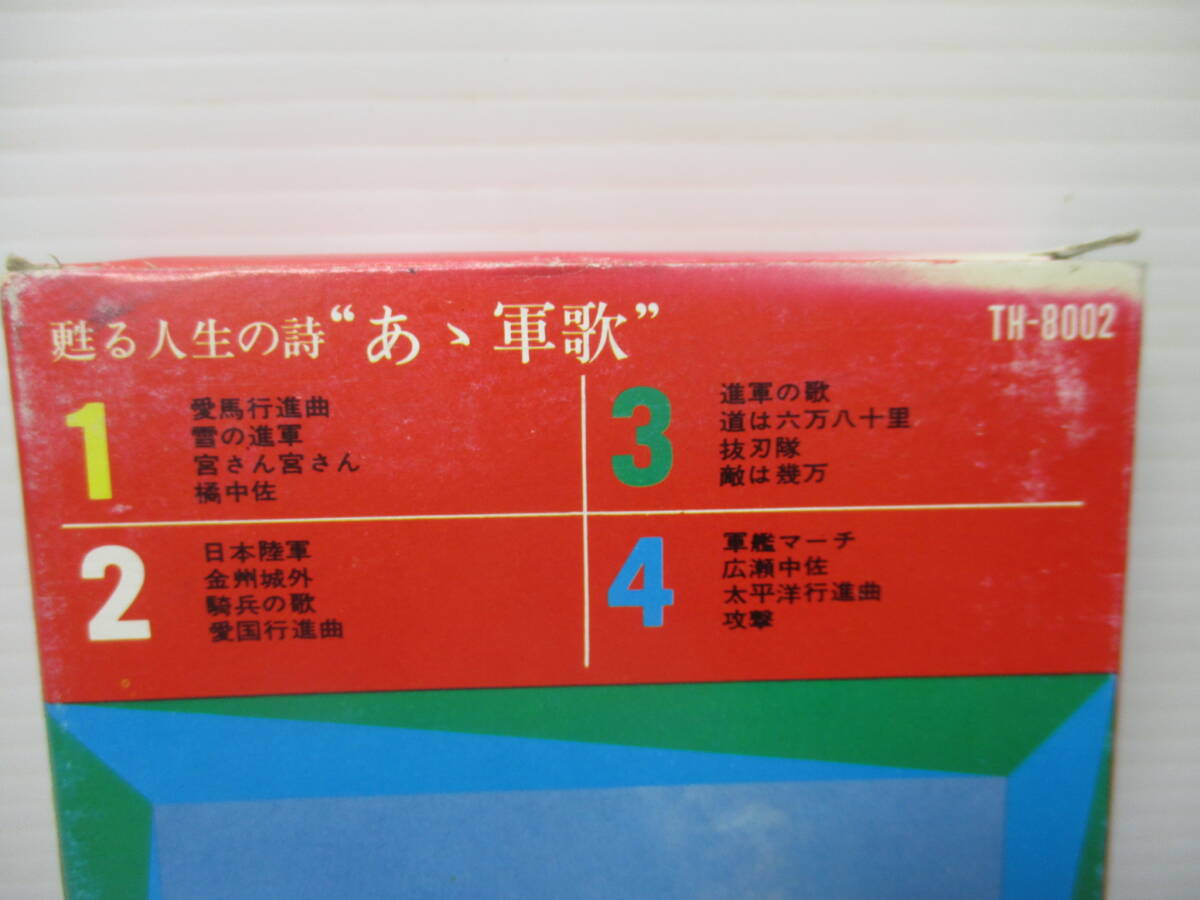 甦る人生の詩“あゝ軍歌”
TH-8002
1
愛馬行進曲
雪の進軍
宮さん宮さん
橘中佐
2
日本陸軍
金州城外
騎兵の歌
愛国行進曲
3
進軍の歌
道は六万八十里
抜刃隊
敵は幾万
4
軍艦マーチ
広瀬中佐
太平洋行進曲
攻撃